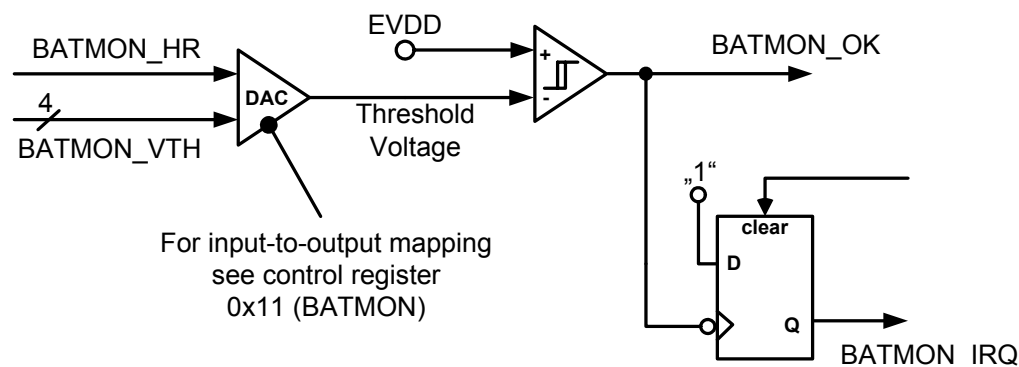 EVDD
BATMON_HR
BATMON_OK
+
DAC
-
4
Threshold
Voltage
BATMON_VTH
„1“
clear
For input-to-output mapping
see control register
0x11 (BATMON)
D
Q
BATMON_IRQ